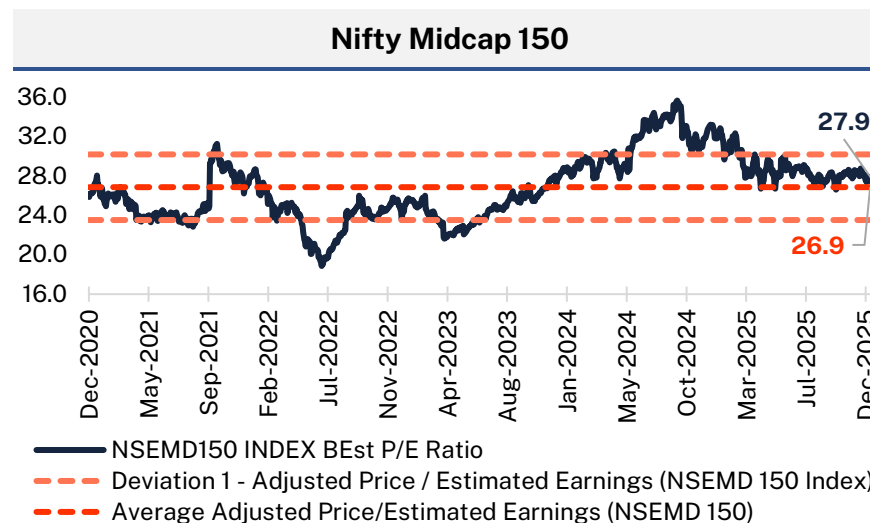 Nifty Midcap 150
36.0
32.0
28.0
24.0
20.0
16.0
27.9
26.9
Dec-2020
May-2021
Sep-2021
Feb-2022
Jul-2022
Nov-2022
Apr-2023
Aug-2023
Jan-2024
May-2024
Oct-2024
Mar-2025
Jul-2025
Dec-2025
NSEMD150 INDEX BEst P/E Ratio
Deviation 1 - Adjusted Price / Estimated Earnings (NSEMD 150 Index)
Average Adjusted Price/Estimated Earnings (NSEMD 150)